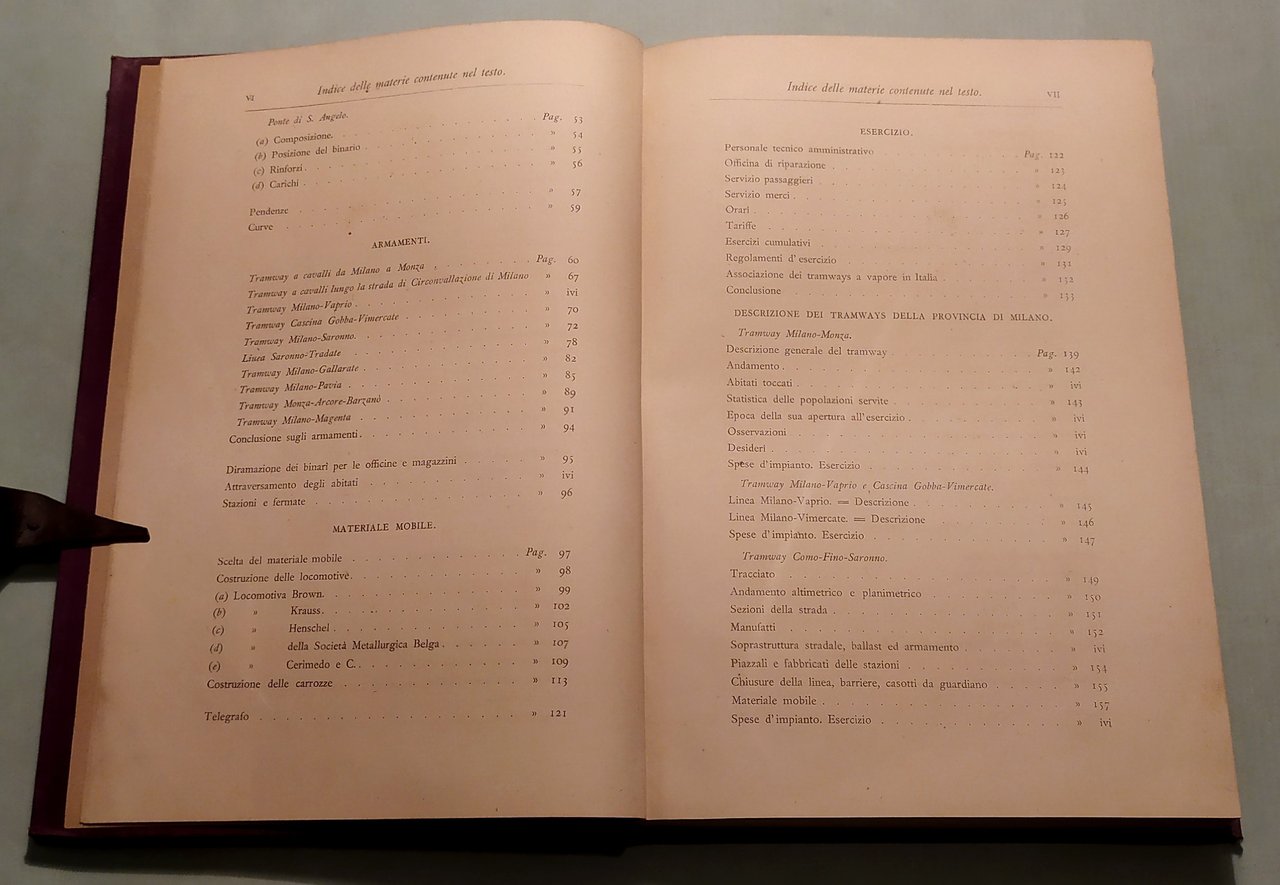 VI
Indice delle materie contenute nel testo.
Ponte di S. Angelo.
(a) Composizione. Pag. 53
(b) Posizione del binario » 54
(c) Rinforzi » 55
(d) Carichi » 56
Pendenze » 57
Curve » 59
ARMAMENTI.
Tramway a cavalli da Milano a Monza Pag. 60
Tramway a cavalli lungo la strada di Circonvallazione di Milano » 67
Tramway Milano-Vaprio » ivi
Tramway Cascina Gobba-Vimercate » 70
Tramway Milano-Saronno. » 72
Linea Saronno-Tradate » 78
Tramway Milano-Gallarate » 82
Tramway Milano-Pavia » 85
Tramway Monza-Arcore-Barzanò » 89
Tramway Milano-Magenta » 91
Conclusione sugli armamenti » 94
Diramazione dei binari per le officine e magazzini » 95
Attraversamento degli abitati » ivi
Stazioni e fermate » 96
MATERIALE MOBILE.
Scelta del materiale mobile Pag. 97
Costruzione delle locomotive » 98
(a) Locomotiva Brown. » 99
(b) » Krauss. » 102
(c) » Henschel » 105
(d) » della Società Metallurgica Belga » 107
(e) » Cerimedo e C. » 109
Costruzione delle carrozze » 113
Telegrafo » 121
Indice delle materie contenute nel testo.
VII
ESERCIZIO.
Personale tecnico amministrativo Pag. 122
Officina di riparazione » 123
Servizio passeggieri » 124
Servizio merci » 125
Orari » 126
Tariffe » 127
Esercizi cumulativi » 129
Regolamenti d'esercizio » 131
Associazione dei tramways a vapore in Italia » 132
Conclusione » 133
DESCRIZIONE DEI TRAMWAYS DELLA PROVINCIA DI MILANO.
Tramway Milano-Monza.
Descrizione generale del tramway Pag. 139
Andamento » 142
Abitati toccati » ivi
Statistica delle popolazioni servite » 143
Epoca della sua apertura all'esercizio » ivi
Osservazioni » ivi
Desiderî » ivi
Spese d'impianto. Esercizio » 144
Tramway Milano-Vaprio e Cascina Gobba-Vimercate.
Linea Milano-Vaprio. = Descrizione » 145
Linea Milano-Vimercate. = Descrizione » 146
Spese d'impianto. Esercizio » 147
Tramway Como-Fino-Saronno.
Tracciato » 149
Andamento altimetrico e planimetrico » 150
Sezioni della strada » 151
Manufatti » 152
Soprastruttura stradale, ballast ed armamento » ivi
Piazzali e fabbricati delle stazioni » 154
Chiusure della linea, barriere, casotti da guardiano » 155
Materiale mobile » 157
Spese d'impianto. Esercizio » ivi